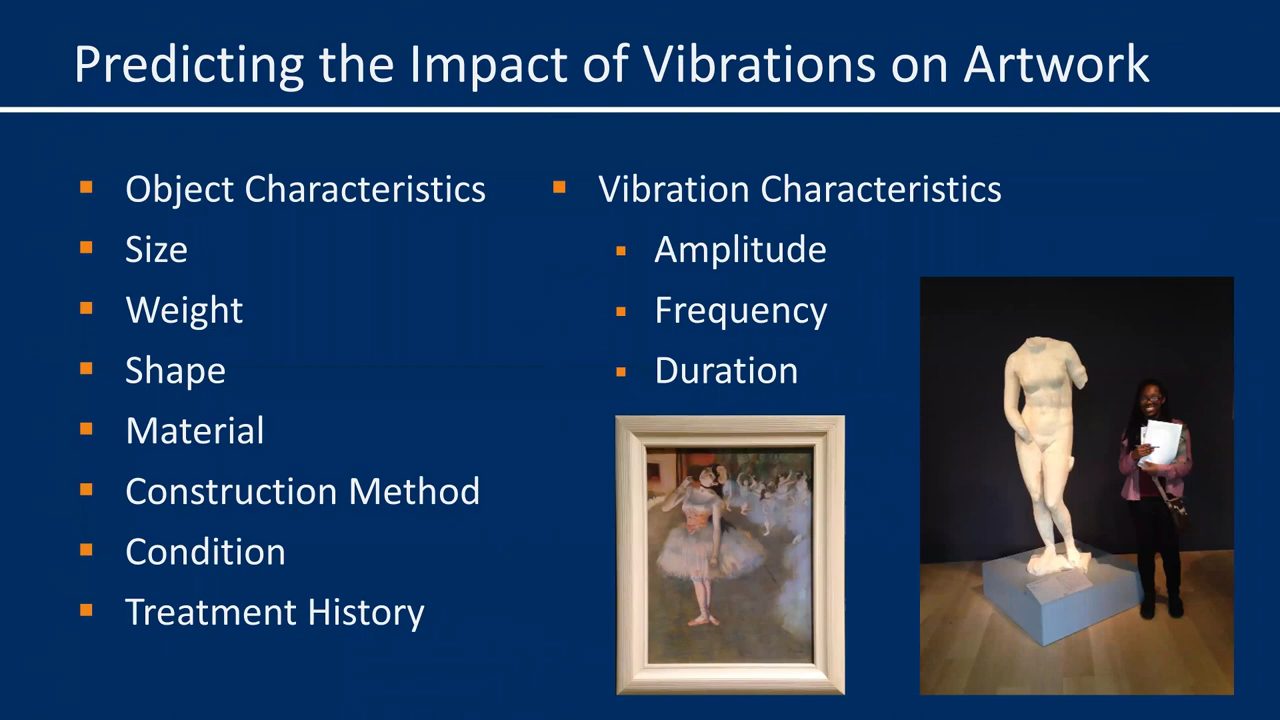 Predicting the Impact of Vibrations on Artwork
Object Characteristics
Size
Weight
Shape
Material
Construction Method
Condition
Treatment History
Vibration Characteristics
Amplitude
Frequency
Duration